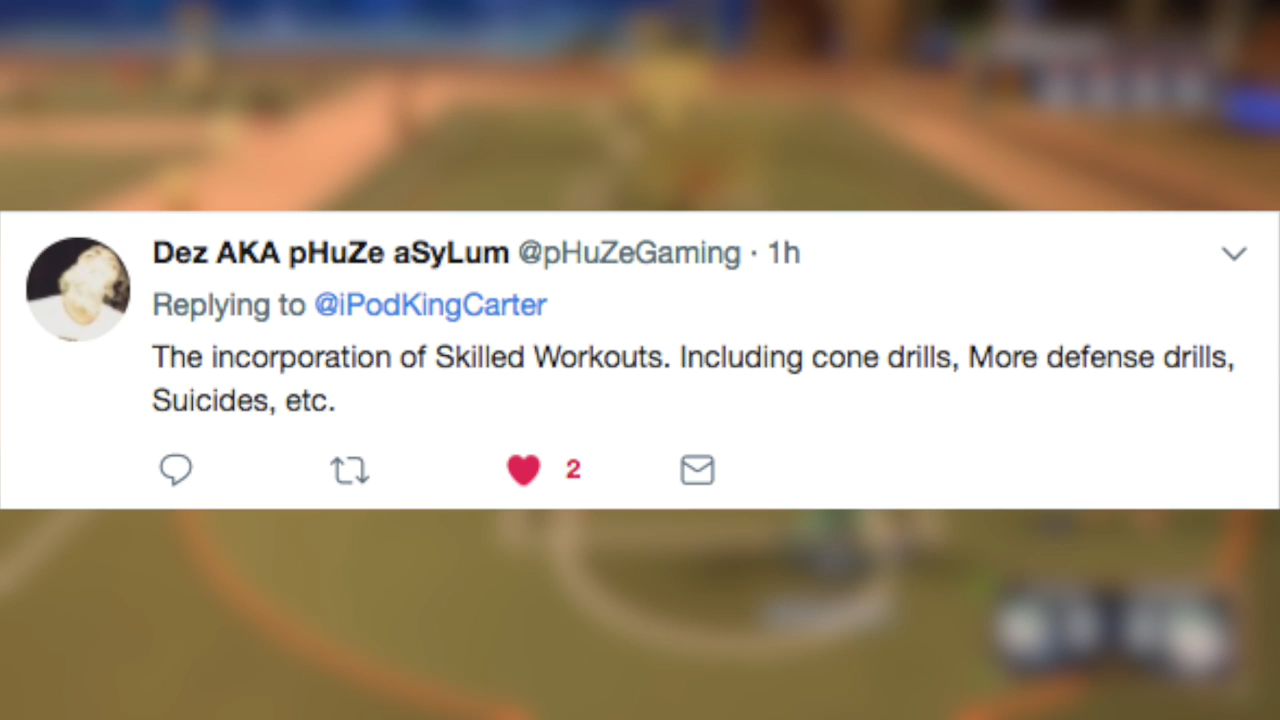 Dez AKA pHuZe aSyLum @pHuZeGaming · 1h
Replying to @iPodKingCarter
The incorporation of Skilled Workouts. Including cone drills, More defense drills,
Suicides, etc.
2